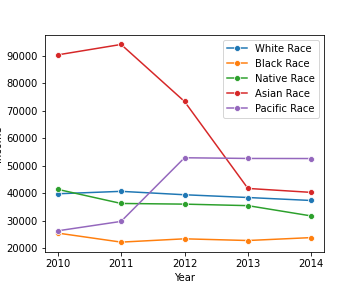 White Race
Black Race
Native Race
Asian Race
Pacific Race
90000
80000
70000
60000
50000
40000
30000
20000
2010 2011 2012 2013 2014
Year